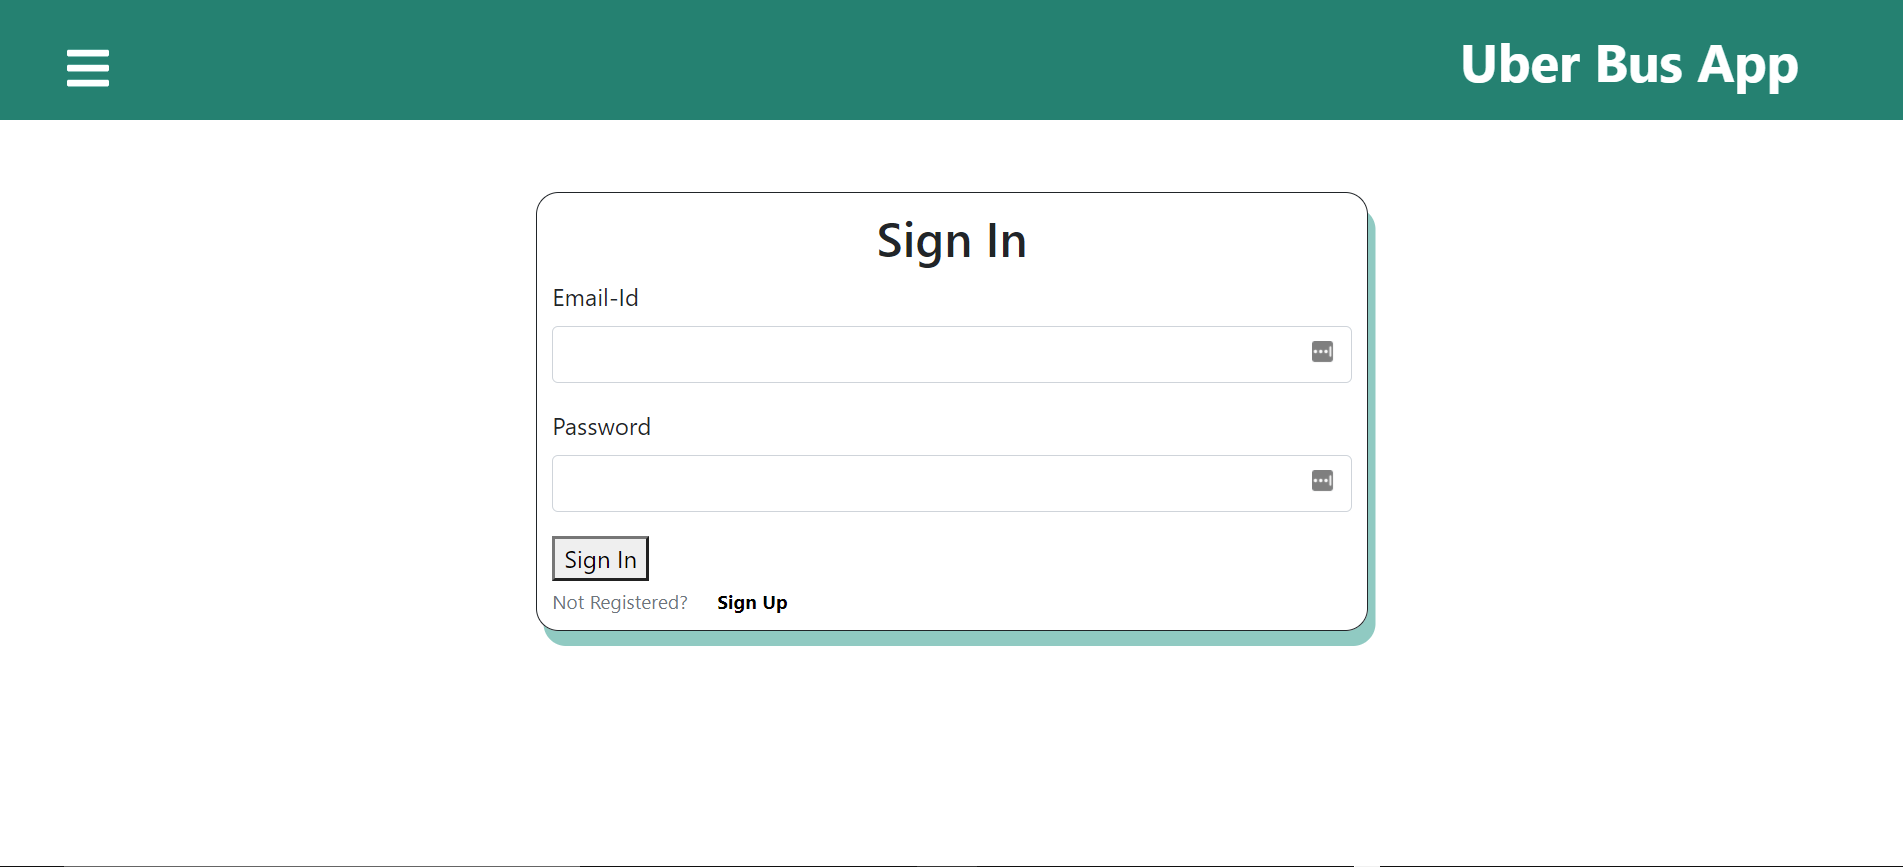 Uber Bus App
Sign In
Email-Id
Password
Sign In
Not Registered? Sign Up